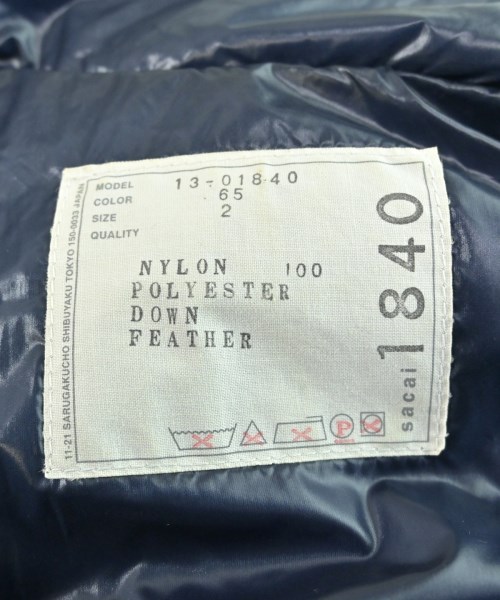 MODEL 13-01840
COLOR 65
SIZE 2
QUALITY
NYLON 100
POLYESTER
DOWN
FEATHER
P
11-21 SARUGAKUCHO SHIBUYAKU TOKYO 150-0033 JAPAN
sacai 1840